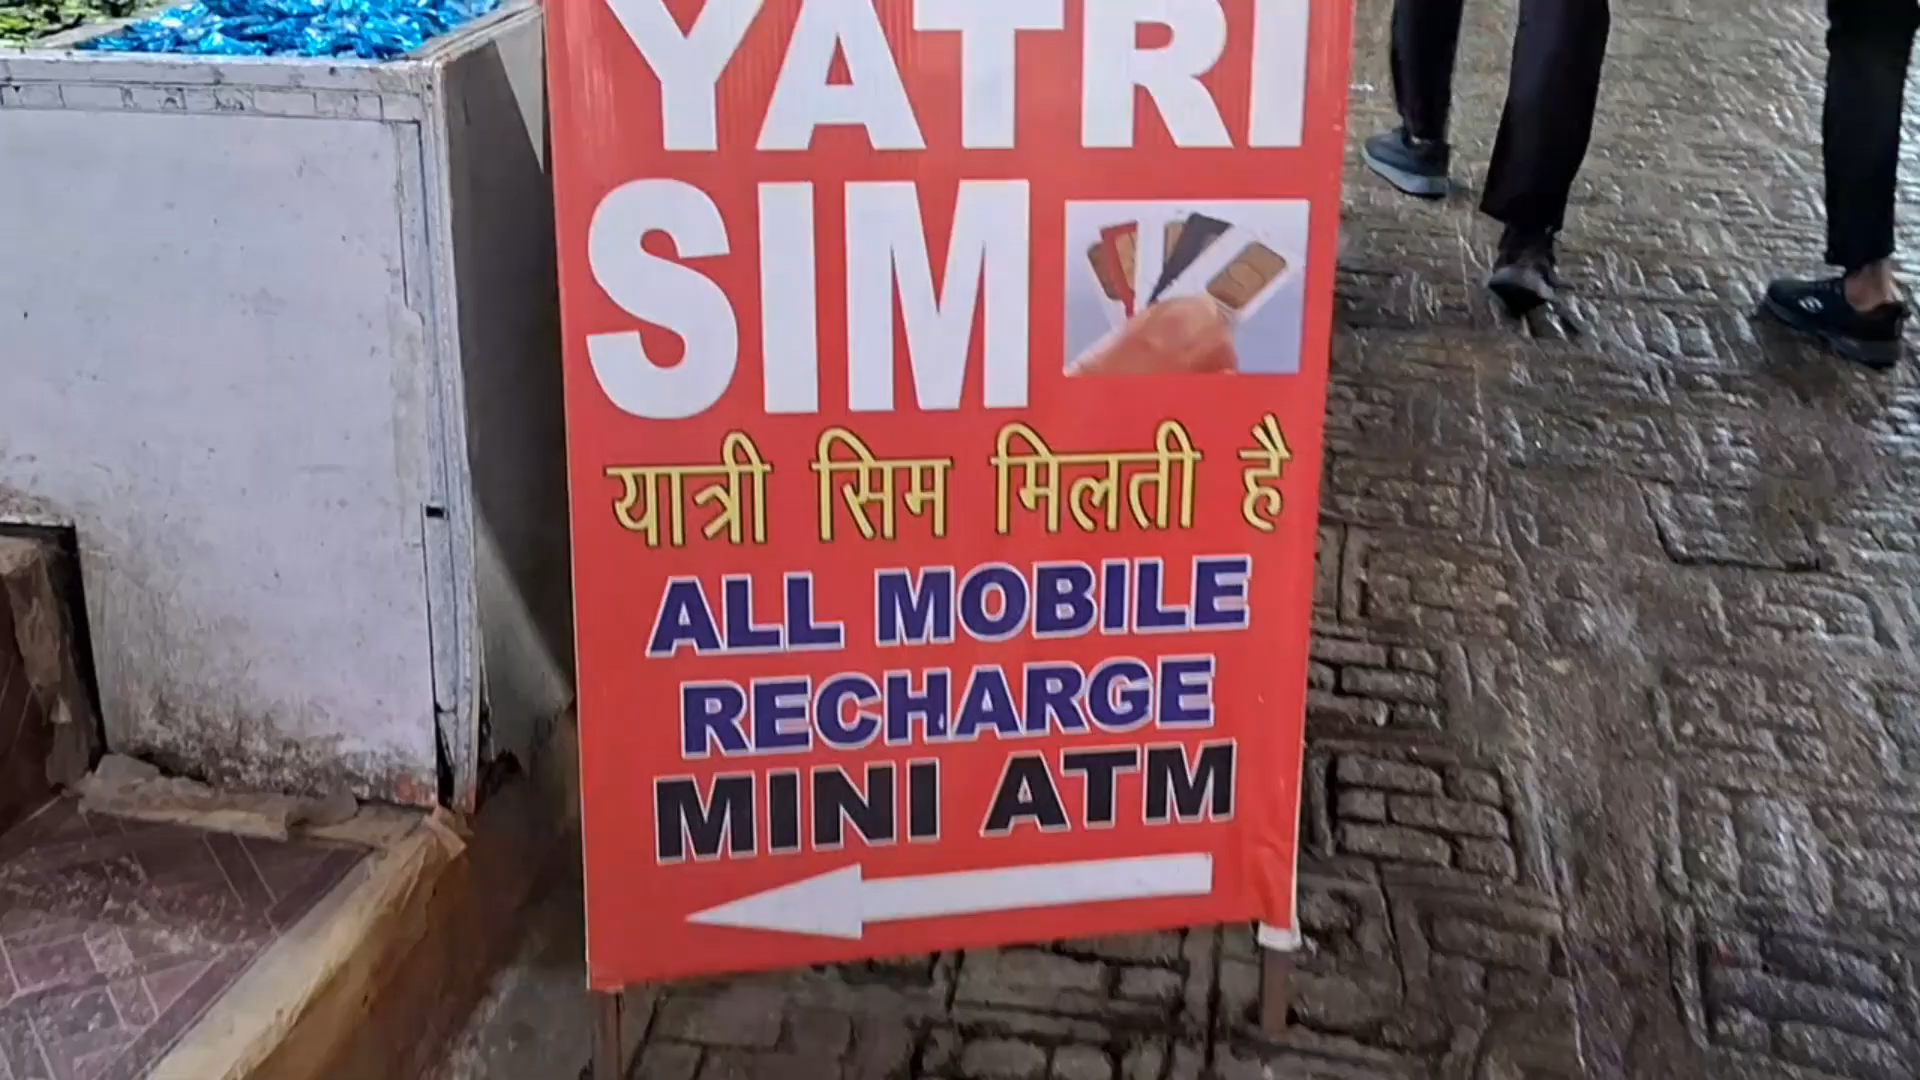 YATRI
SIM
यात्री सिम मिलती है
ALL MOBILE
RECHARGE
MINI ATM